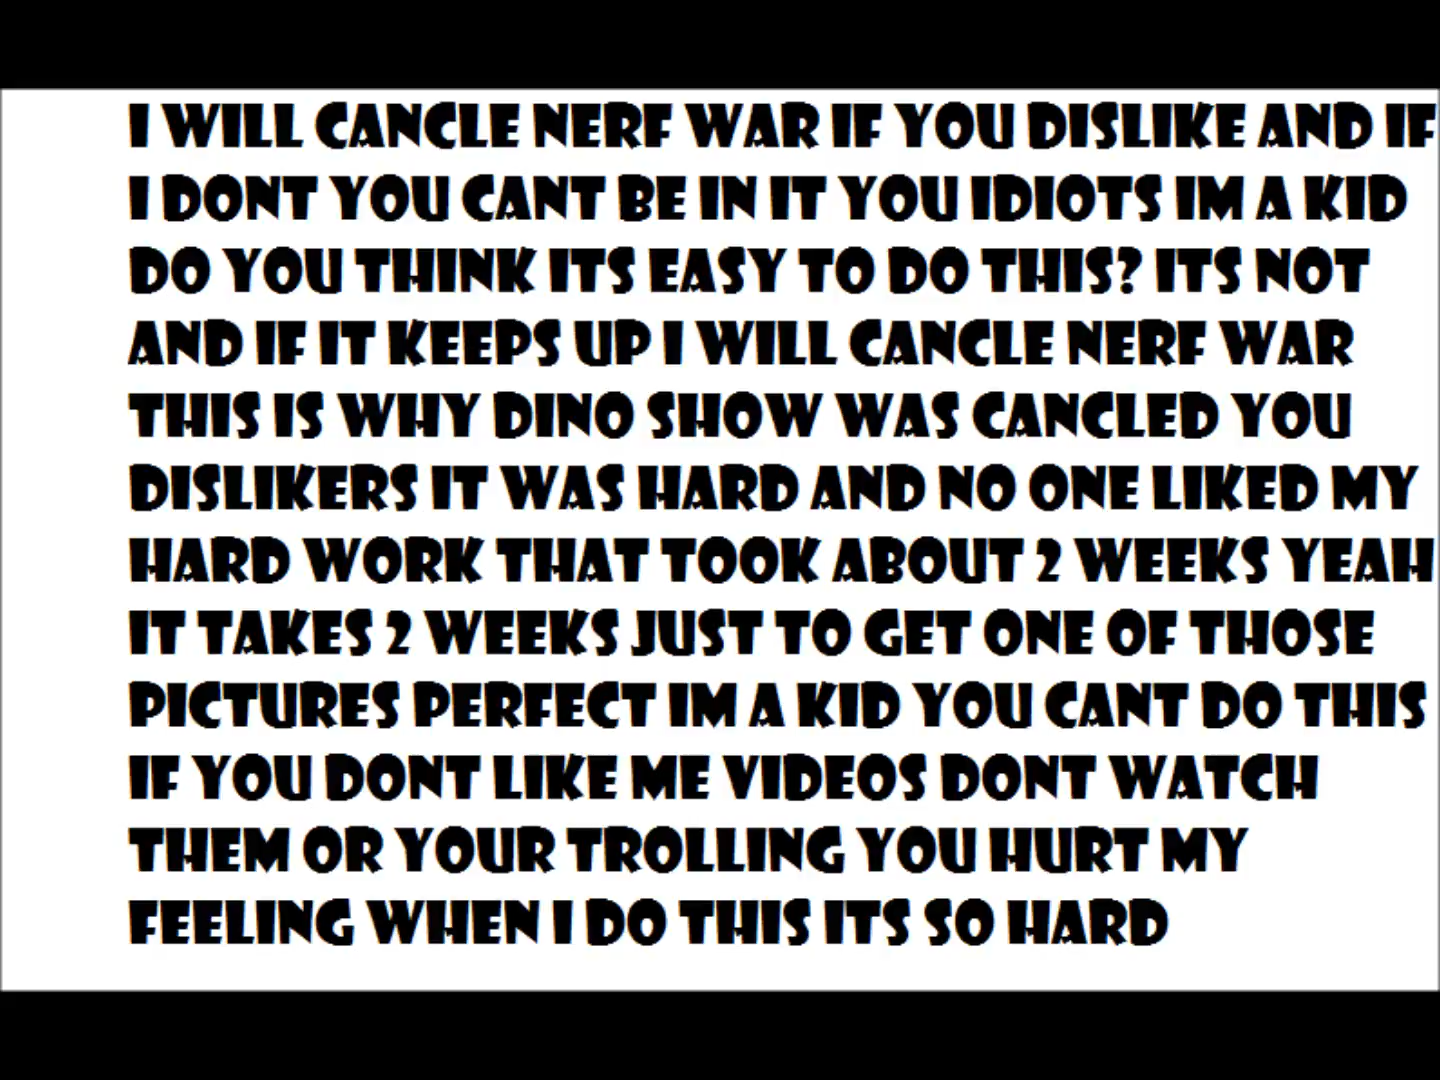 I WILL CANCLE NERF WAR IF YOU DISLIKE AND IF
I DONT YOU CANT BE IN IT YOU IDIOTS IM A KID
DO YOU THINK ITS EASY TO DO THIS? ITS NOT
AND IF IT KEEPS UP I WILL CANCLE NERF WAR
THIS IS WHY DINO SHOW WAS CANCLED YOU
DISLIKERS IT WAS HARD AND NO ONE LIKED MY
HARD WORK THAT TOOK ABOUT 2 WEEKS YEAH
IT TAKES 2 WEEKS JUST TO GET ONE OF THOSE
PICTURES PERFECT IM A KID YOU CANT DO THIS
IF YOU DONT LIKE ME VIDEOS DONT WATCH
THEM OR YOUR TROLLING YOU HURT MY
FEELING WHEN I DO THIS ITS SO HARD